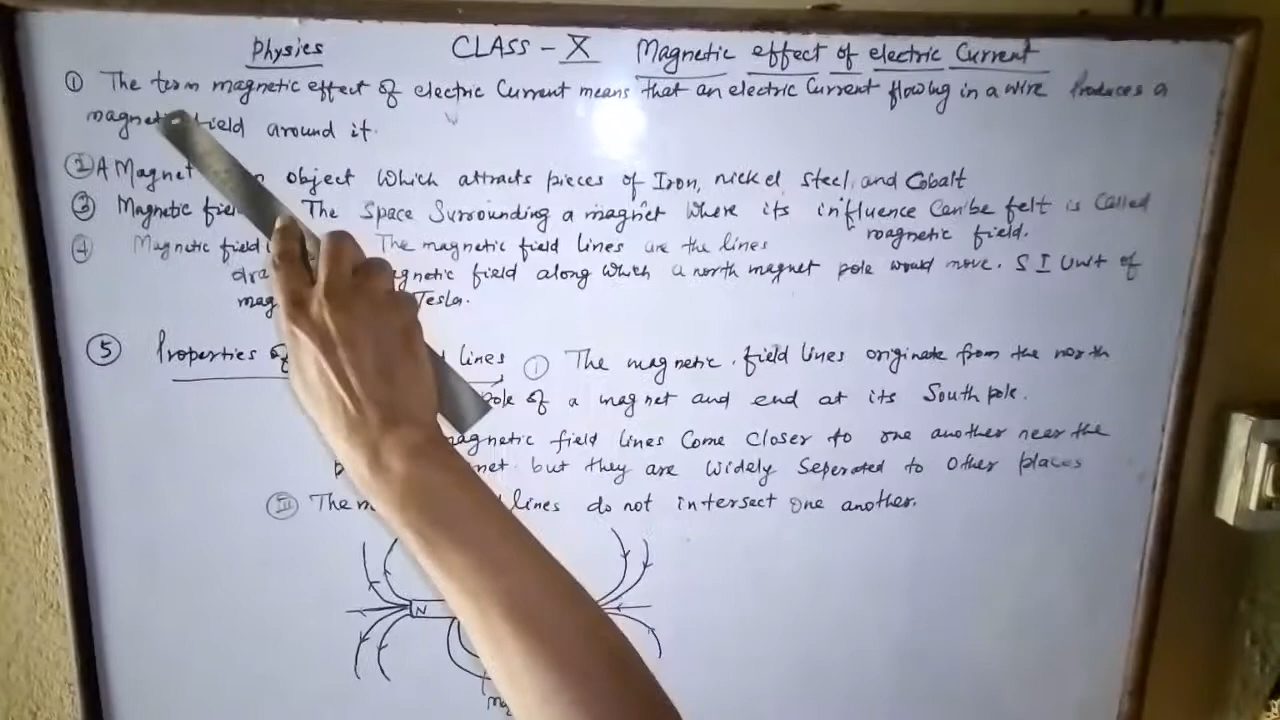 Physics CLASS - X Magnetic effect of electric Current
① The term magnetic effect of electric Current means that an electric Current flowing in a wire Produces a
magnetic field around it.
② A Magnet object which attracts pieces of Iron, nickel, steel, and Cobalt
③ Magnetic The Space Surrounding a magnet where its influence can be felt is called
magnetic field.
④ Magnetic field The magnetic field lines are the lines
field along which a north magnet pole would move. S I Unit of
Tesla.
⑤ Properties lines ⓘ The magnetic field lines originate from the north
pole of a magnet and end at its South pole.
magnetic field lines Come Closer to one another near the
but they are widely Seperated to Other places
ⅲ The lines do not intersect one another.
N